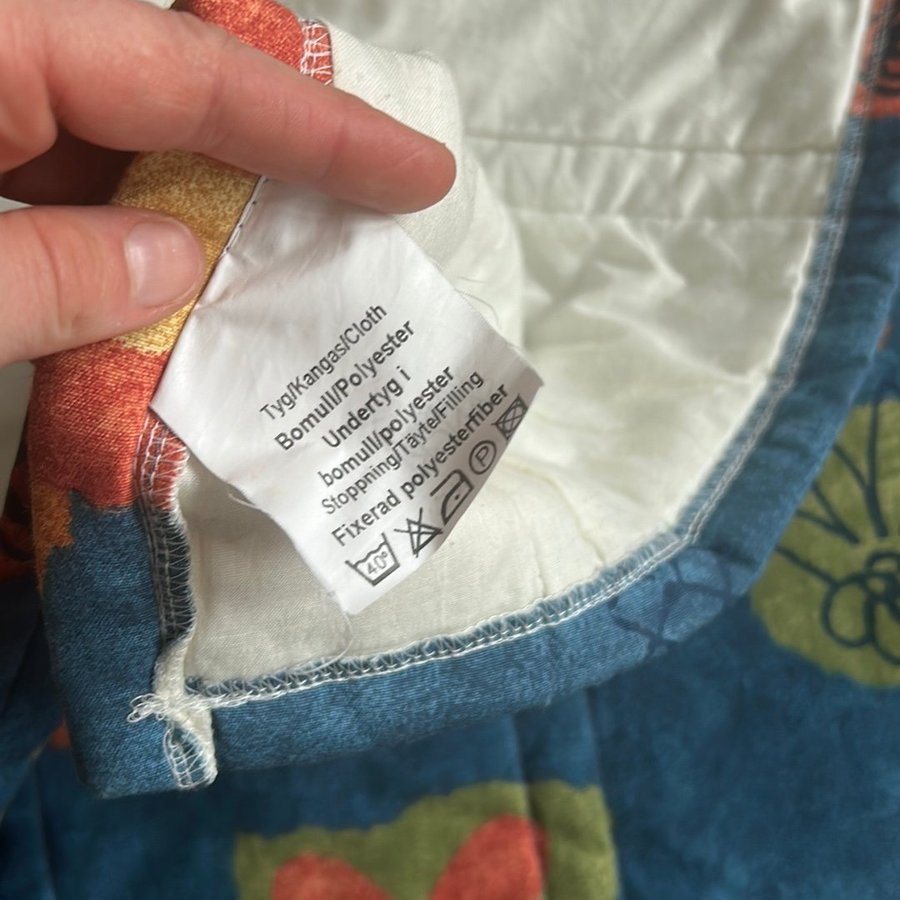 Tyg/Kangas/Cloth
Bomull/Polyester
Undertyg i
bomull/polyester
Stoppning/Täyte/Filling
Fixerad polyesterfiber
40° P